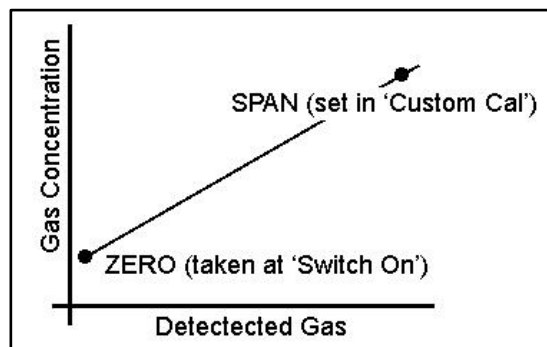 Gas Concentration
SPAN (set in ‘Custom Cal’)
ZERO (taken at ‘Switch On’)
Detectected Gas